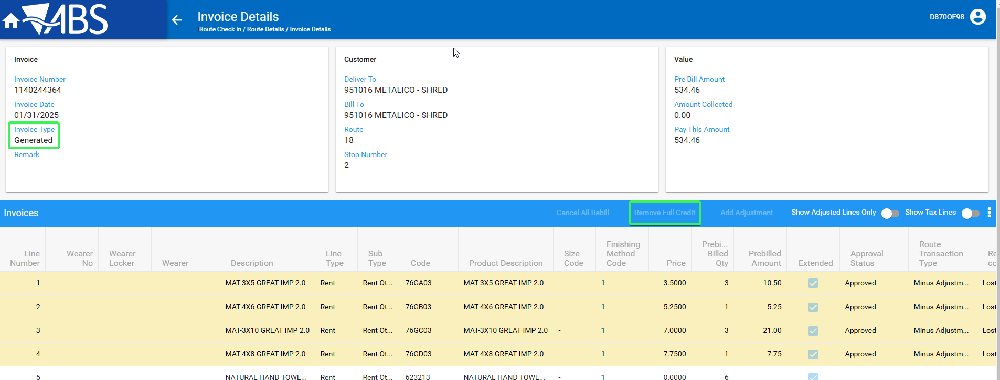 ABS
Invoice Details
Route Check In / Route Details / Invoice Details
D870OF98
Invoice
Invoice Number
1140244364
Invoice Date
01/31/2025
Invoice Type
Generated
Remark
Customer
Deliver To
951016 METALICO - SHRED
Bill To
951016 METALICO - SHRED
Route
18
Stop Number
2
Value
Pre Bill Amount
534.46
Amount Collected
0.00
Pay This Amount
534.46
Invoices Cancel All Rebill Remove Full Credit Add Adjustment Show Adjusted Lines Only Show Tax Lines
Line Number Wearer No Wearer Locker Wearer Description Line Type Sub Type Code Product Description Size Code Finishing Method Code Price Prebi... Billed Qty Prebilled Amount Extended Approval Status Route Transaction Type Re co
1 MAT-3X5 GREAT IMP 2.0 Rent Rent Ot... 76GA03 MAT-3X5 GREAT IMP 2.0 - 1 3.5000 3 10.50 Approved Minus Adjustm... Lost
2 MAT-4X6 GREAT IMP 2.0 Rent Rent Ot... 76GB03 MAT-4X6 GREAT IMP 2.0 - 1 5.2500 1 5.25 Approved Minus Adjustm... Lost
3 MAT-3X10 GREAT IMP 2.0 Rent Rent Ot... 76GC03 MAT-3X10 GREAT IMP 2.0 - 1 7.0000 3 21.00 Approved Minus Adjustm... Lost
4 MAT-4X8 GREAT IMP 2.0 Rent Rent Ot... 76GD03 MAT-4X8 GREAT IMP 2.0 - 1 7.7500 1 7.75 Approved Minus Adjustm... Lost
5 NATURAL HAND TOWE... Rent Rent Ot... 623213 NATURAL HAND TOWE... - 1 0.0000 6